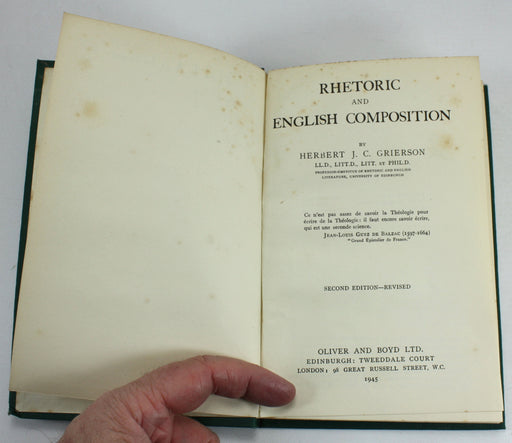 RHETORIC
AND
ENGLISH COMPOSITION
BY
HERBERT J. C. GRIERSON
LL.D., LITT.D., LITT. ET PHIL.D.
PROFESSOR-EMERITUS OF RHETORIC AND ENGLISH
LITERATURE, UNIVERSITY OF EDINBURGH
Ce n'est pas assez de savoir la Théologie pour
écrire de la Théologie: il faut encore savoir écrire,
qui est une seconde science.
JEAN-LOUIS GUEZ DE BALZAC (1597-1664)
"Grand Épistolier de France."
SECOND EDITION—REVISED
OLIVER AND BOYD LTD.
EDINBURGH: TWEEDDALE COURT
LONDON: 98 GREAT RUSSELL STREET, W.C.
1945